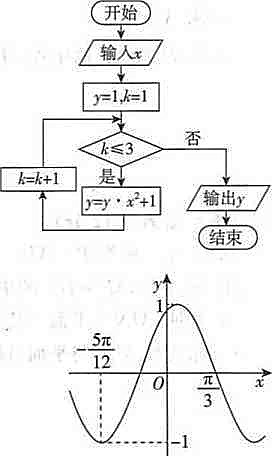 开始
输入x
y=1,k=1
k≤3
否
是
k=k+1
y=y·x²+1
输出y
结束
y
1
-5π/12
O
π/3
x
-1